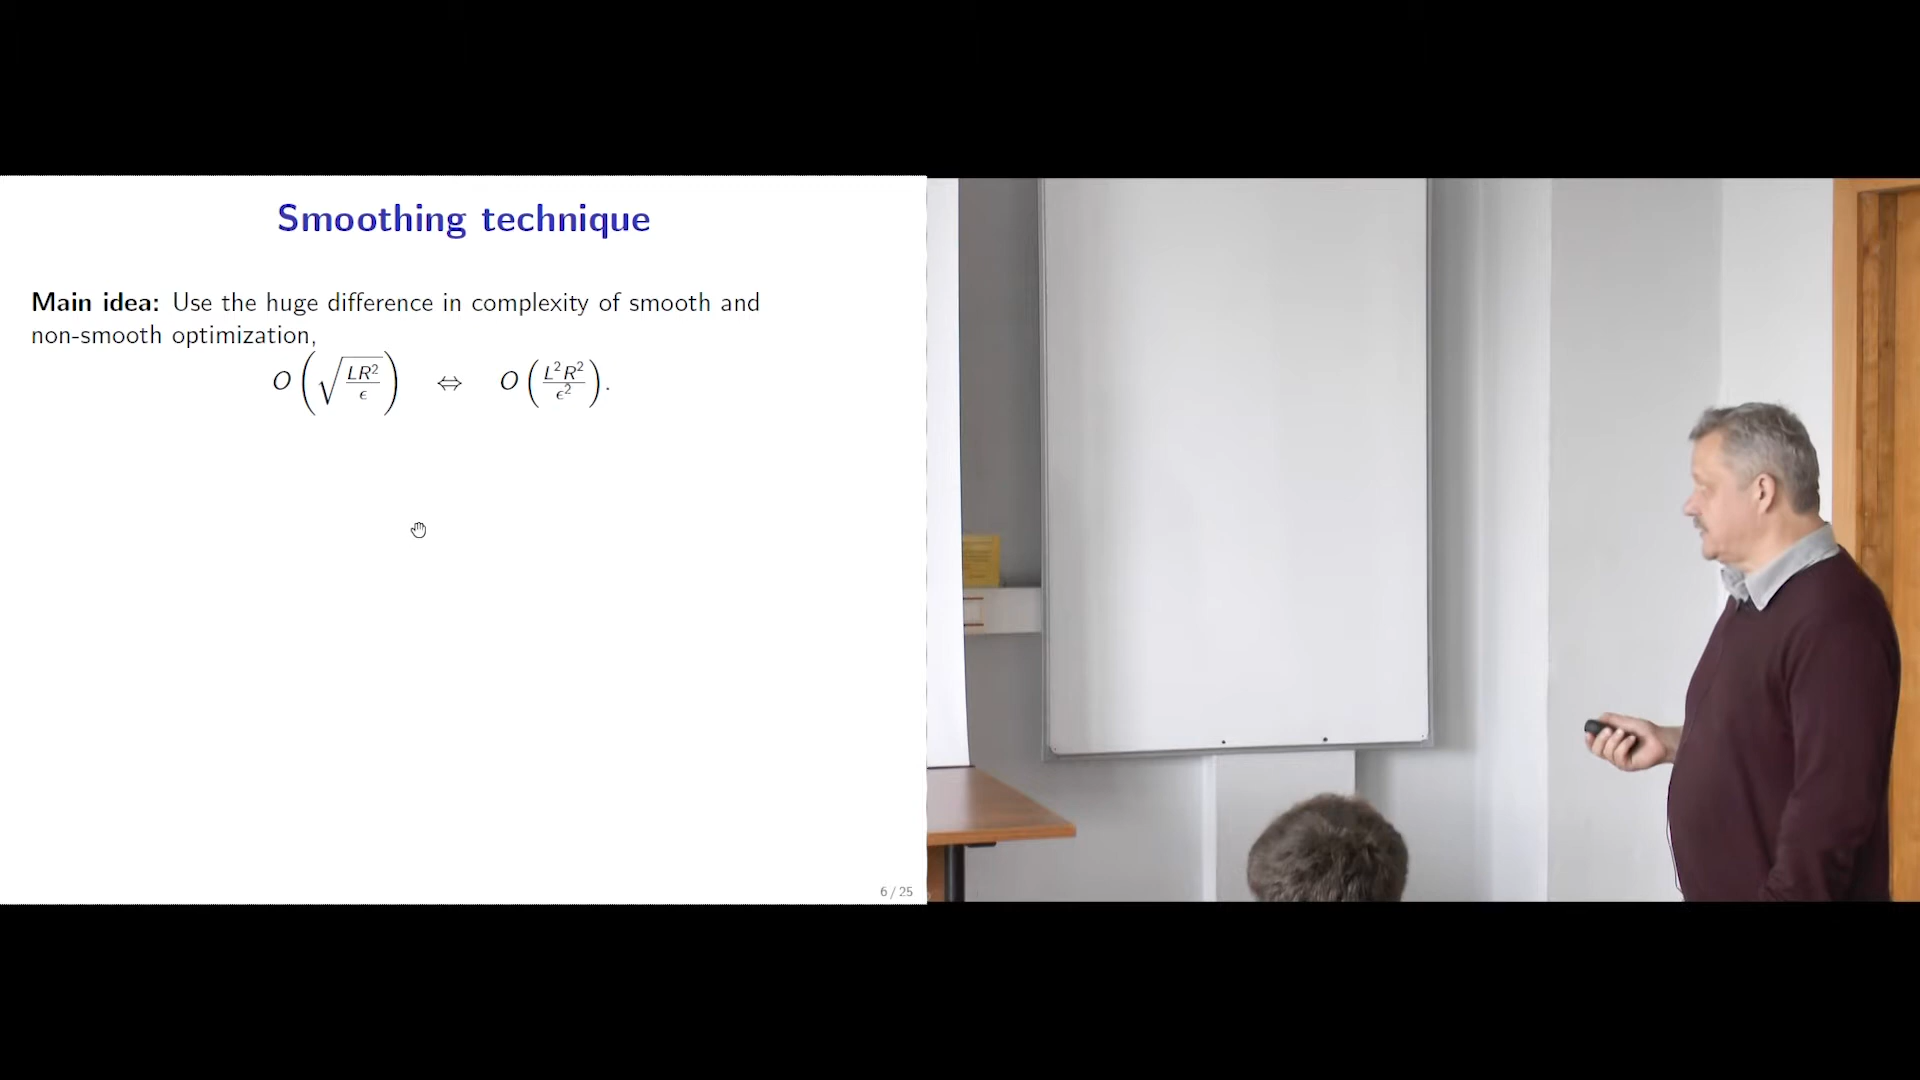 Smoothing technique
Main idea: Use the huge difference in complexity of smooth and
non-smooth optimization,
O(√(LR²/ϵ)) ⇔ O(L²R²/ϵ²).
6 / 25